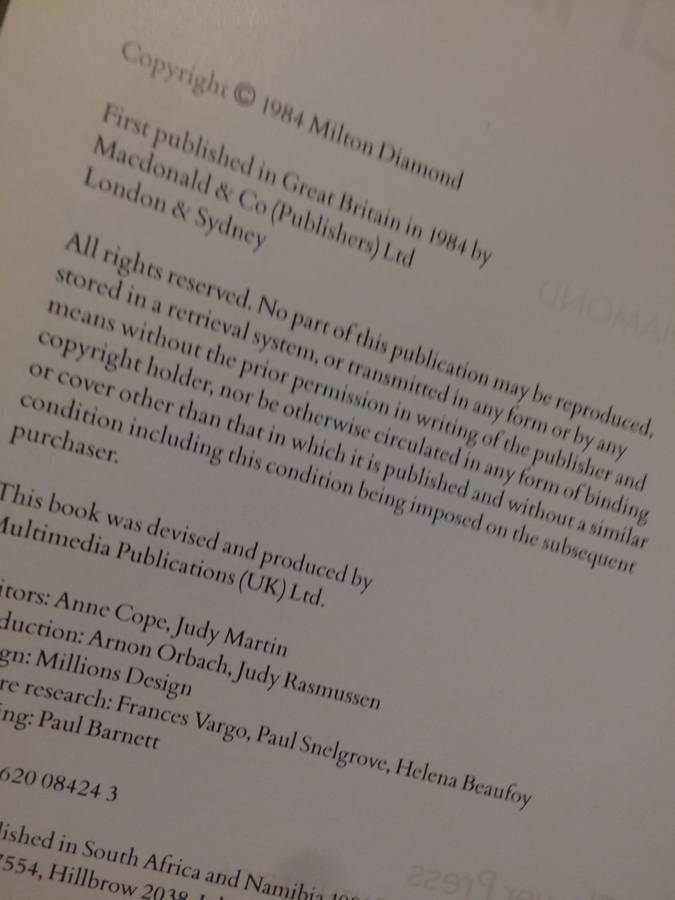 Copyright © 1984 Milton Diamond
First published in Great Britain in 1984 by
Macdonald & Co (Publishers) Ltd
London & Sydney
All rights reserved. No part of this publication may be reproduced,
stored in a retrieval system, or transmitted in any form or by any
means without the prior permission in writing of the publisher and
copyright holder, nor be otherwise circulated in any form of binding
or cover other than that in which it is published and without a similar
condition including this condition being imposed on the subsequent
purchaser.
This book was devised and produced by
Multimedia Publications (UK) Ltd.
itors: Anne Cope, Judy Martin
duction: Arnon Orbach, Judy Rasmussen
gn: Millions Design
re research: Frances Vargo, Paul Snelgrove, Helena Beaufoy
ing: Paul Barnett
620 08424 3
lished in South Africa and Namibia
7554, Hillbrow 2038